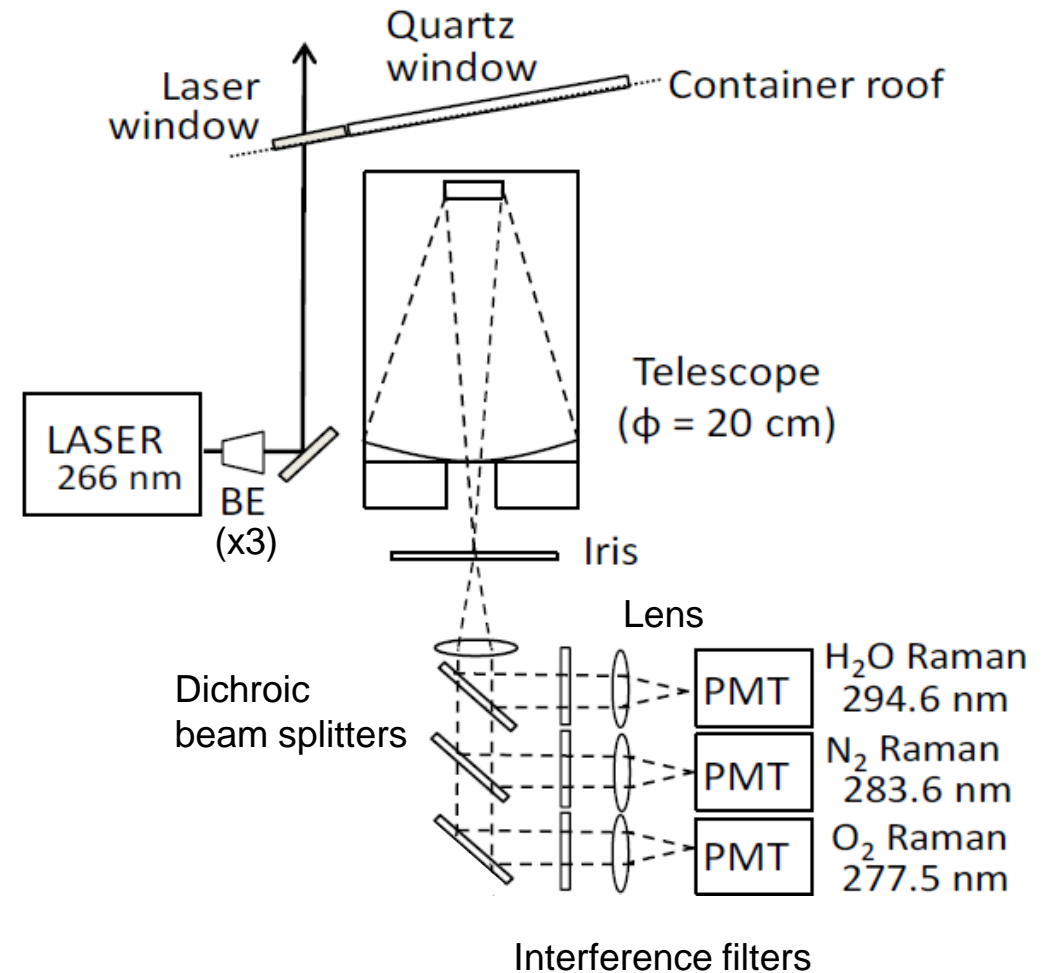 Quartz
window
Laser
window
Container roof
Telescope
(ϕ = 20 cm)
LASER
266 nm
BE
(x3)
Iris
Lens
Dichroic
beam splitters
PMT
H₂O Raman
294.6 nm
PMT
N₂ Raman
283.6 nm
PMT
O₂ Raman
277.5 nm
Interference filters